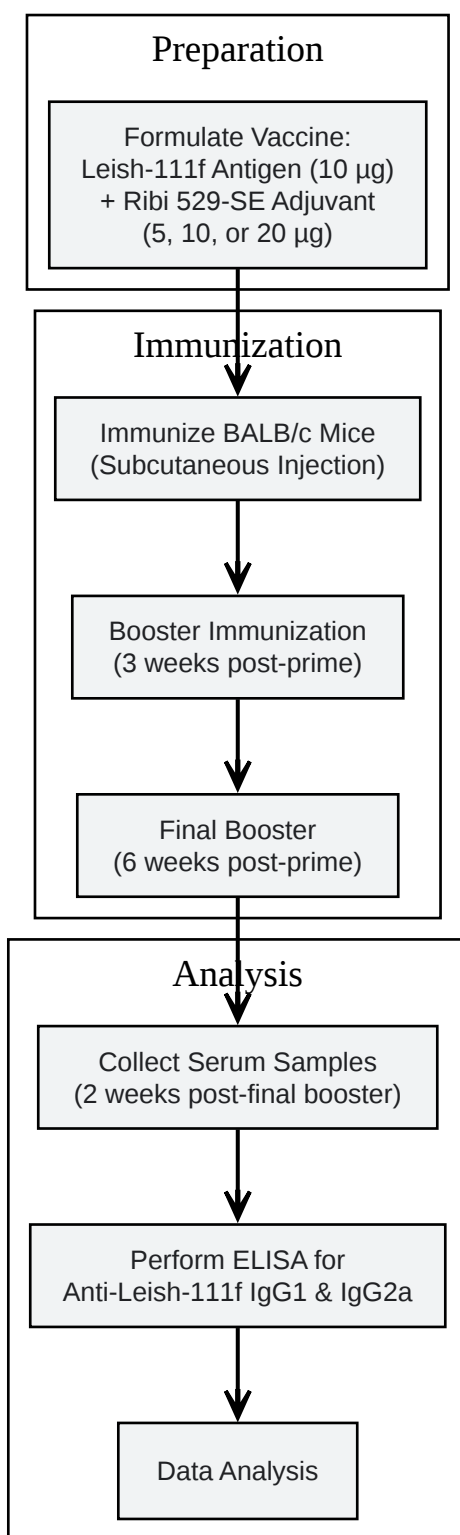 Preparation
Formulate Vaccine:
Leish-111f Antigen (10 µg)
+ Ribi 529-SE Adjuvant
(5, 10, or 20 µg)
Immunization
Immunize BALB/c Mice
(Subcutaneous Injection)
Booster Immunization
(3 weeks post-prime)
Final Booster
(6 weeks post-prime)
Analysis
Collect Serum Samples
(2 weeks post-final booster)
Perform ELISA for
Anti-Leish-111f IgG1 & IgG2a
Data Analysis